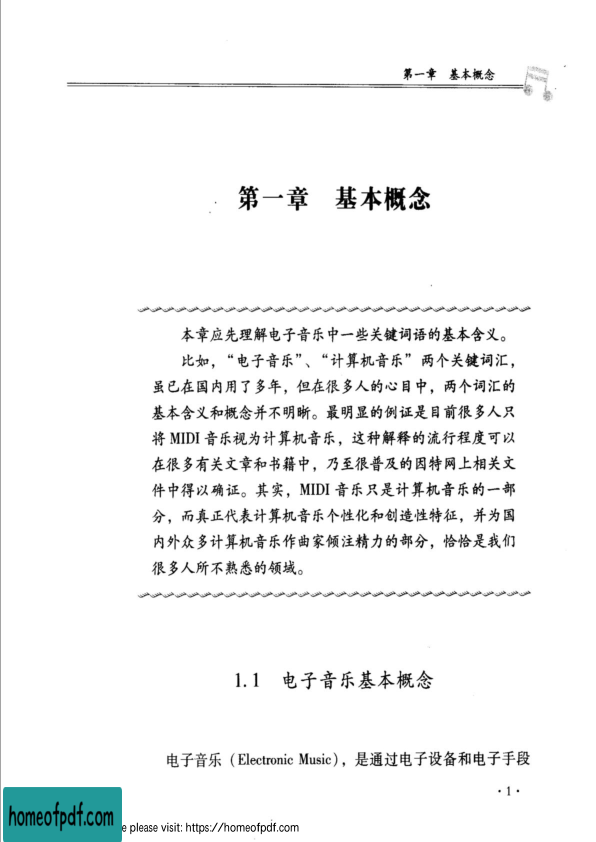 第一章 基本概念
第一章 基本概念
本章应先理解电子音乐中一些关键词语的基本含义。
比如，“电子音乐”、“计算机音乐”两个关键词汇，
虽已在国内用了多年，但在很多人的心目中，两个词汇的
基本含义和概念并不明晰。最明显的例证是目前很多人只
将 MIDI 音乐视为计算机音乐，这种解释的流行程度可以
在很多有关文章和书籍中，乃至很普及的因特网上相关文
件中得以确证。其实，MIDI 音乐只是计算机音乐的一部
分，而真正代表计算机音乐个性化和创造性特征，并为国
内外众多计算机音乐作曲家倾注精力的部分，恰恰是我们
很多人所不熟悉的领域。
1.1 电子音乐基本概念
电子音乐（Electronic Music），是通过电子设备和电子手段
·1·
homeofpdf.com
e please visit: https://homeofpdf.com